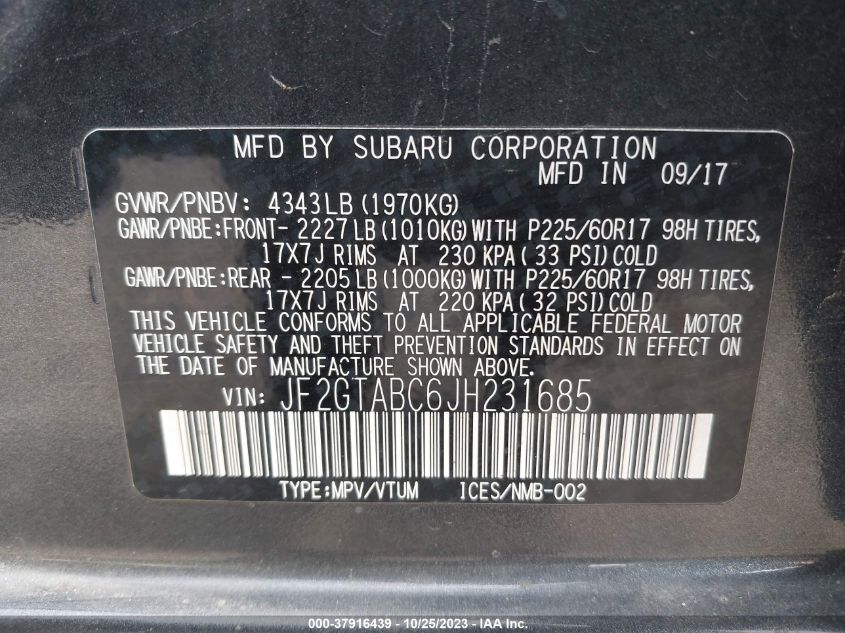 MFD BY SUBARU CORPORATION
MFD IN 09/17
GVWR/PNBV: 4343LB (1970KG)
GAWR/PNBE:FRONT- 2227LB (1010KG) WITH P225/60R17 98H TIRES,
17X7J RIMS AT 230 KPA ( 33 PSI) COLD
GAWR/PNBE:REAR - 2205LB (1000KG) WITH P225/60R17 98H TIRES,
17X7J RIMS AT 220 KPA ( 32 PSI) COLD
THIS VEHICLE CONFORMS TO ALL APPLICABLE FEDERAL MOTOR
VEHICLE SAFETY AND THEFT PREVENTION STANDARDS IN EFFECT ON
THE DATE OF MANUFACTURE SHOWN ABOVE.
VIN: JF2GTABC6JH231685
TYPE:MPV/VTUM ICES/NMB-002
000-37916439 - 10/25/2023 - IAA Inc.